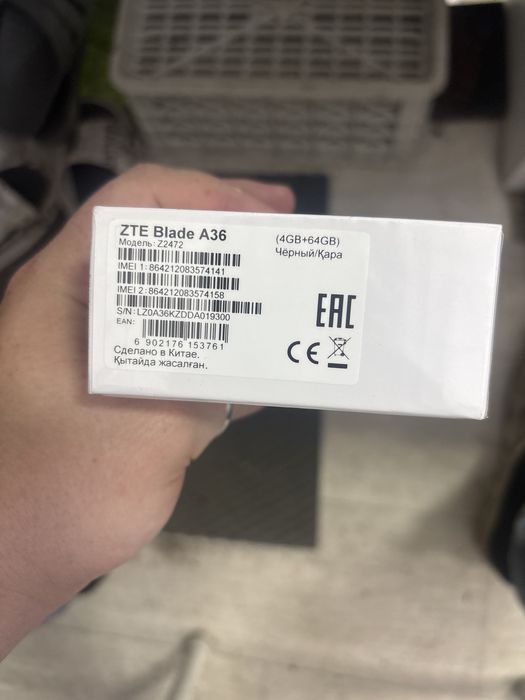 ZTE Blade A36
Модель: Z2472
(4GB+64GB)
Чёрный/Қара
IMEI 1: 864212083574141
IMEI 2: 864212083574158
S/N: LZ0A36KZDDA019300
EAN:
6 902176 153761
Сделано в Китае.
Қытайда жасалған.
EAC
CE